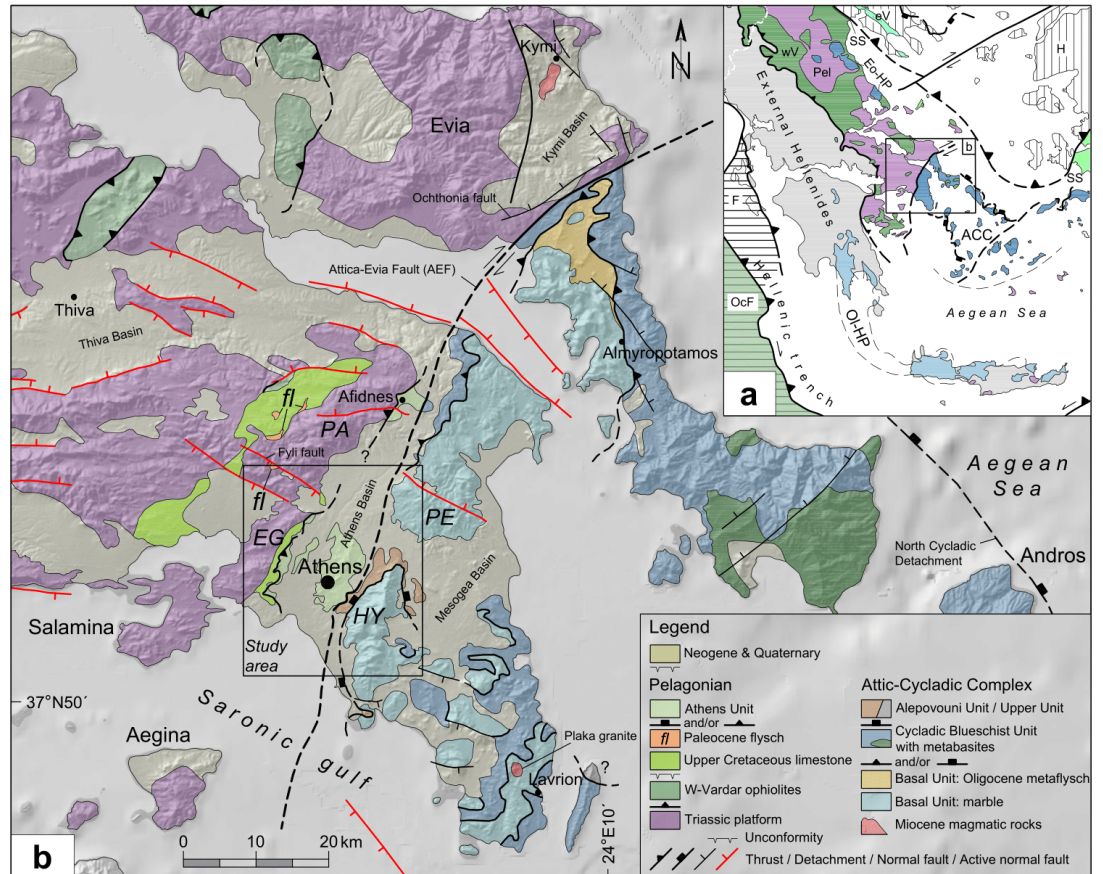 b
Kymi
N
Evia
Kymi Basin
Ochthonia fault
Attica-Evia Fault (AEF)
Thiva
Thiva Basin
Almyropotamos
fl
Afidnes
PA
Fyli fault
?
fl
PE
EG
Athens Basin
Athens
HY
Mesogea Basin
Salamina
Study area
37°N50´
Saronic gulf
Aegina
Plaka granite
Lavrion
?
24°E10´
Aegean Sea
North Cycladic Detachment
Andros
0 10 20 km
b
a
eV
SS
wV
Pel
Eo-HP
H
External Hellenides
b
F
SS
ACC
Hellenic trench
OcF
Ol-HP
Aegean Sea
a
Legend
Neogene & Quaternary
Pelagonian
Athens Unit
and/or
fl Paleocene flysch
Upper Cretaceous limestone
W-Vardar ophiolites
Triassic platform
Unconformity
Attic-Cycladic Complex
Alepovouni Unit / Upper Unit
Cycladic Blueschist Unit
with metabasites
and/or
Basal Unit: Oligocene metaflysch
Basal Unit: marble
Miocene magmatic rocks
Thrust / Detachment / Normal fault / Active normal fault